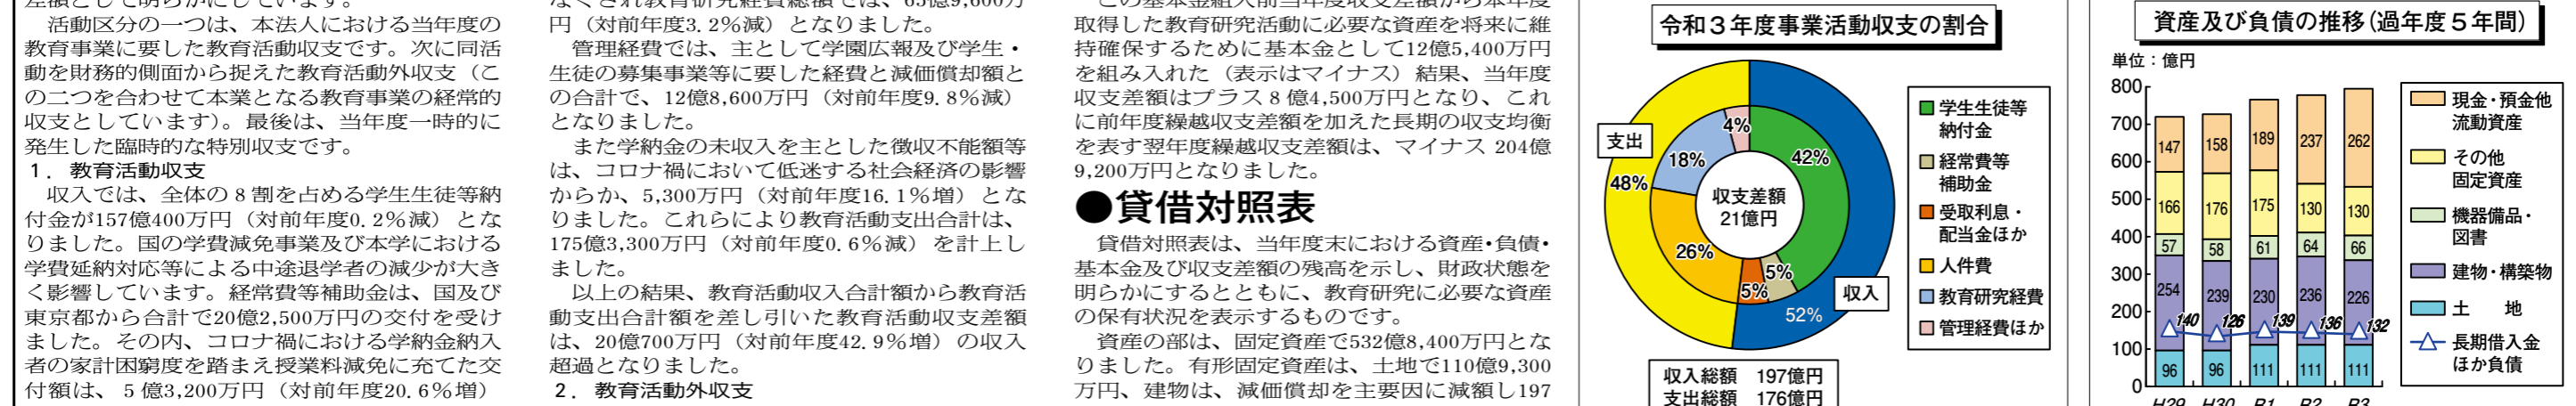 差額として明らかにしています。
　活動区分の一つは、本法人における当年度の
教育事業に要した教育活動収支です。次に同活
動を財務的側面から捉えた教育活動外収支（こ
の二つを合わせて本業となる教育事業の経常的
収支としています）。最後は、当年度一時的に
発生した臨時的な特別収支です。
１．教育活動収支
　収入では、全体の８割を占める学生生徒等納
付金が157億400万円（対前年度0.2％減）とな
りました。国の学費減免事業及び本学における
学費延納対応等による中途退学者の減少が大き
く影響しています。経常費等補助金は、国及び
東京都から合計で20億2,500万円の交付を受け
ました。その内、コロナ禍における学納金納入
者の家計困窮度を踏まえ授業料減免に充てた交
付額は、５億3,200万円（対前年度20.6％増）
なくされ教育研究経費総額では、65億9,600万
円（対前年度3.2％減）となりました。
　管理経費では、主として学園広報及び学生・
生徒の募集事業等に要した経費と減価償却額と
の合計で、12億8,600万円（対前年度9.8％減）
となりました。
　また学納金の未収入を主とした徴収不能額等
は、コロナ禍において低迷する社会経済の影響
からか、5,300万円（対前年度16.1％増）とな
りました。これらにより教育活動支出合計は、
175億3,300万円（対前年度0.6％減）を計上し
ました。
　以上の結果、教育活動収入合計額から教育活
動支出合計額を差し引いた教育活動収支差額
は、20億700万円（対前年度42.9％増）の収入
超過となりました。
２．教育活動外収支
この基本金組入前当年度収支差額から本年度
取得した教育研究活動に必要な資産を将来に維
持確保するために基本金として12億5,400万円
を組み入れた（表示はマイナス）結果、当年度
収支差額はプラス８億4,500万円となり、これ
に前年度繰越収支差額を加えた長期の収支均衡
を表す翌年度繰越収支差額は、マイナス 204億
9,200万円となりました。
●貸借対照表
　貸借対照表は、当年度末における資産・負債・
基本金及び収支差額の残高を示し、財政状態を
明らかにするとともに、教育研究に必要な資産
の保有状況を表示するものです。
　資産の部は、固定資産で532億8,400万円とな
りました。有形固定資産は、土地で110億9,300
万円、建物は、減価償却を主要因に減額し197
令和３年度事業活動収支の割合
支出
48％
4％
18％
42％
収支差額
21億円
26％
5％
5％
収入
52％
学生生徒等
納付金
経常費等
補助金
受取利息・
配当金ほか
人件費
教育研究経費
管理経費ほか
収入総額　197億円
支出総額　176億円
資産及び負債の推移（過年度５年間）
単位：億円
800
700
600
500
400
300
200
100
0
147 158 189 237 262
166 176 175 130 130
57 58 61 64 66
254 239 230 236 226
140 126 139 136 132
96 96 111 111 111
H29 H30 R1 R2 R3
現金・預金他
流動資産
その他
固定資産
機器備品・
図書
建物・構築物
土　　地
長期借入金
ほか負債